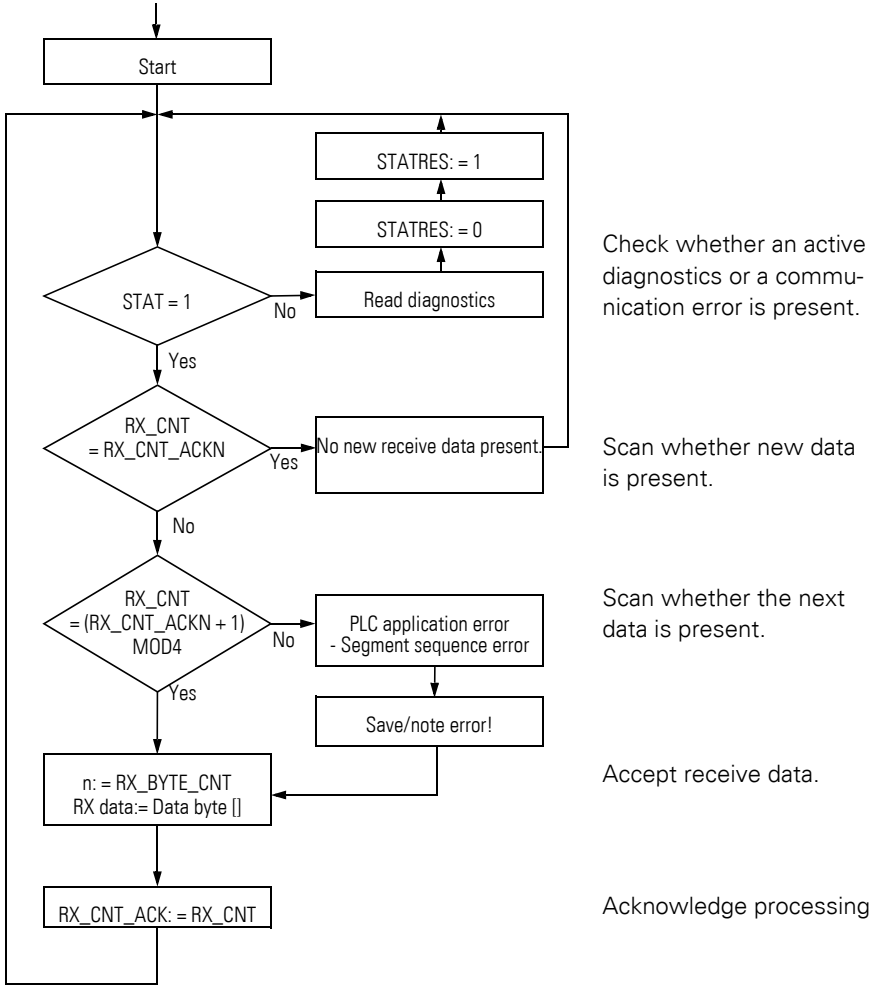 Start
STATRES: = 1
STATRES: = 0
STAT = 1
No
Read diagnostics
Check whether an active
diagnostics or a commu-
nication error is present.
Yes
RX_CNT
= RX_CNT_ACKN
Yes
No new receive data present.
Scan whether new data
is present.
No
RX_CNT
= (RX_CNT_ACKN + 1)
MOD4
No
PLC application error
- Segment sequence error
Scan whether the next
data is present.
Yes
Save/note error!
n: = RX_BYTE_CNT
RX data:= Data byte []
Accept receive data.
RX_CNT_ACK: = RX_CNT
Acknowledge processing